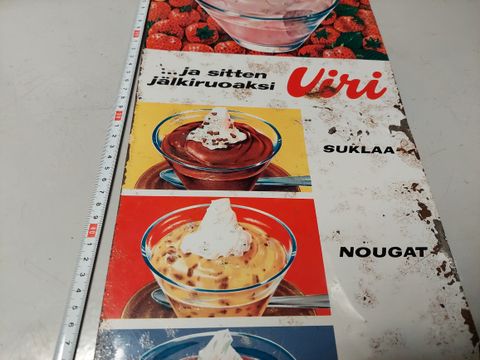 ...ja sitten
jälkiruoaksi Viri
SUKLAA
NOUGAT